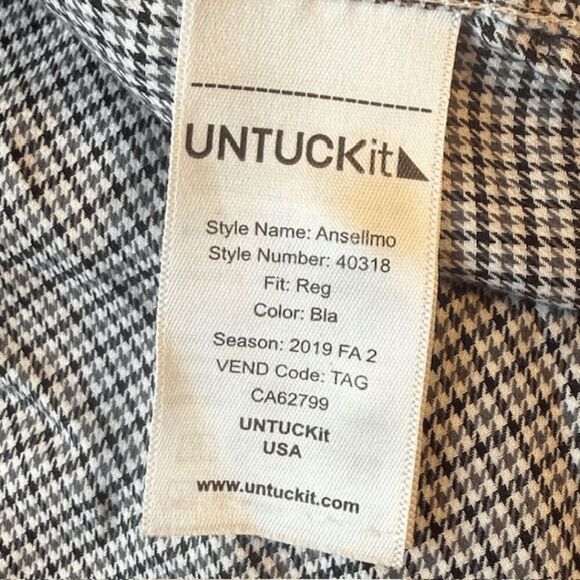 UNTUCKit
Style Name: Ansellmo
Style Number: 40318
Fit: Reg
Color: Bla
Season: 2019 FA 2
VEND Code: TAG
CA62799
UNTUCKit
USA
www.untuckit.com